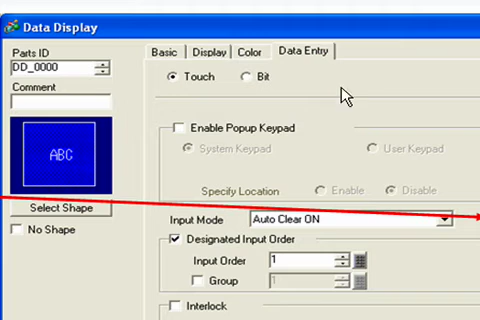 Data Display
Parts ID
DD_0000
Comment
ABC
Select Shape
No Shape
Basic Display Color Data Entry
Touch Bit
Enable Popup Keypad
System Keypad User Keypad
Specify Location Enable Disable
Input Mode Auto Clear ON
Designated Input Order
Input Order 1
Group 1
Interlock